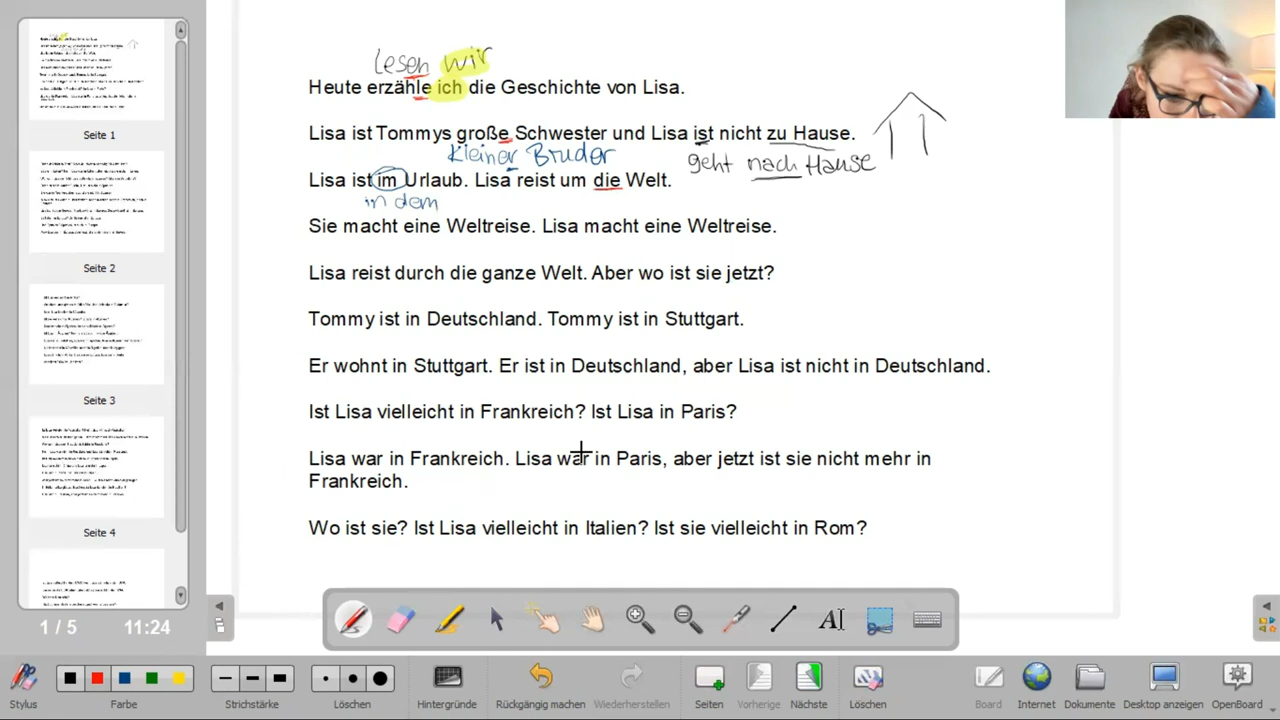 lesen wir
Heute erzähle ich die Geschichte von Lisa.
Lisa ist Tommys große Schwester und Lisa ist nicht zu Hause.
kleiner Bruder
geht nach Hause
Lisa ist im Urlaub. Lisa reist um die Welt.
in dem
Sie macht eine Weltreise. Lisa macht eine Weltreise.
Lisa reist durch die ganze Welt. Aber wo ist sie jetzt?
Tommy ist in Deutschland. Tommy ist in Stuttgart.
Er wohnt in Stuttgart. Er ist in Deutschland, aber Lisa ist nicht in Deutschland.
Ist Lisa vielleicht in Frankreich? Ist Lisa in Paris?
Lisa war in Frankreich. Lisa war in Paris, aber jetzt ist sie nicht mehr in
Frankreich.
Wo ist sie? Ist Lisa vielleicht in Italien? Ist sie vielleicht in Rom?
Seite 1
Seite 2
Seite 3
Seite 4
1 / 5 11:24
Stylus Farbe Strichstärke Löschen Hintergründe Rückgängig machen Wiederherstellen Seiten Vorherige Nächste Löschen Board Internet Dokumente Desktop anzeigen OpenBoard